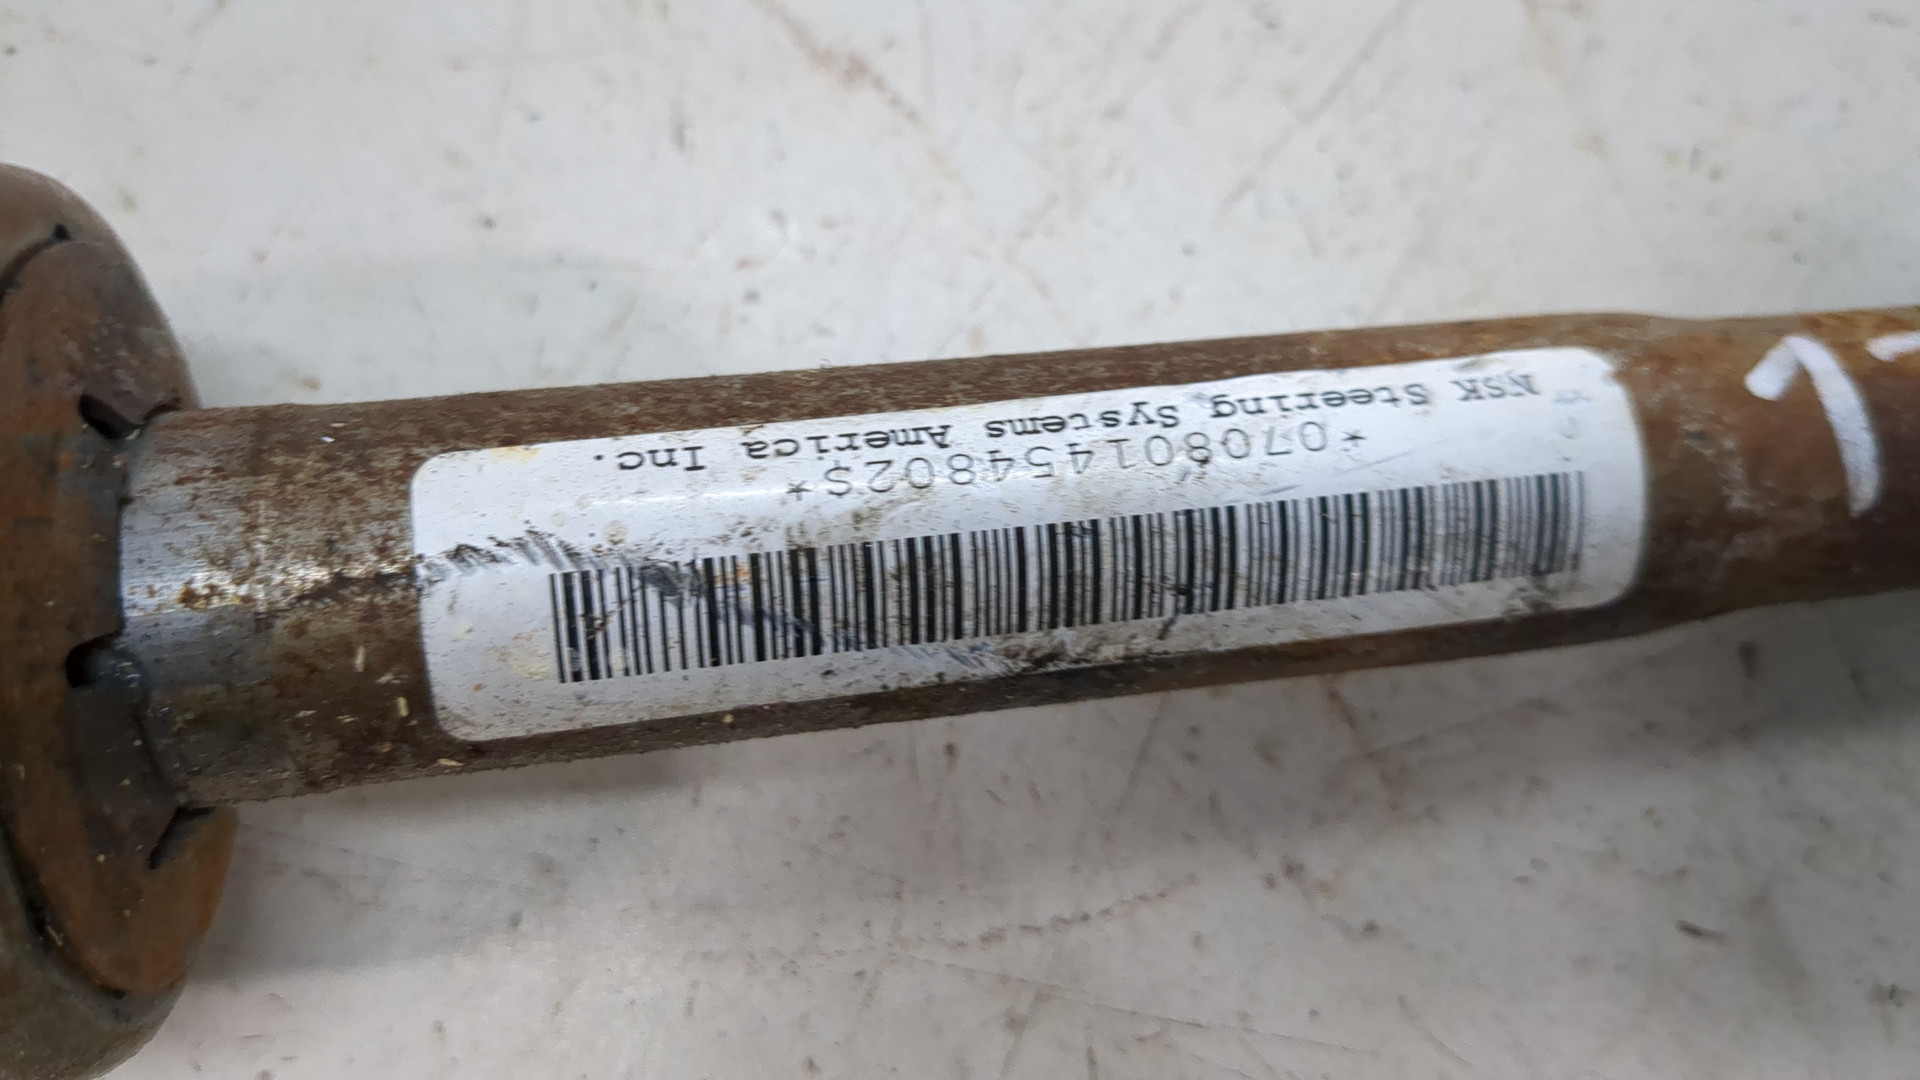 *070801454802S*
NSK Steering Systems America Inc.